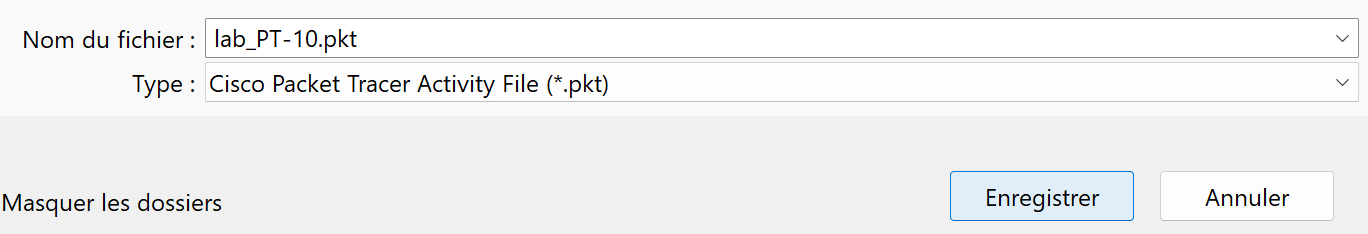 Nom du fichier : lab_PT-10.pkt
Type : Cisco Packet Tracer Activity File (*.pkt)
Masquer les dossiers Enregistrer Annuler